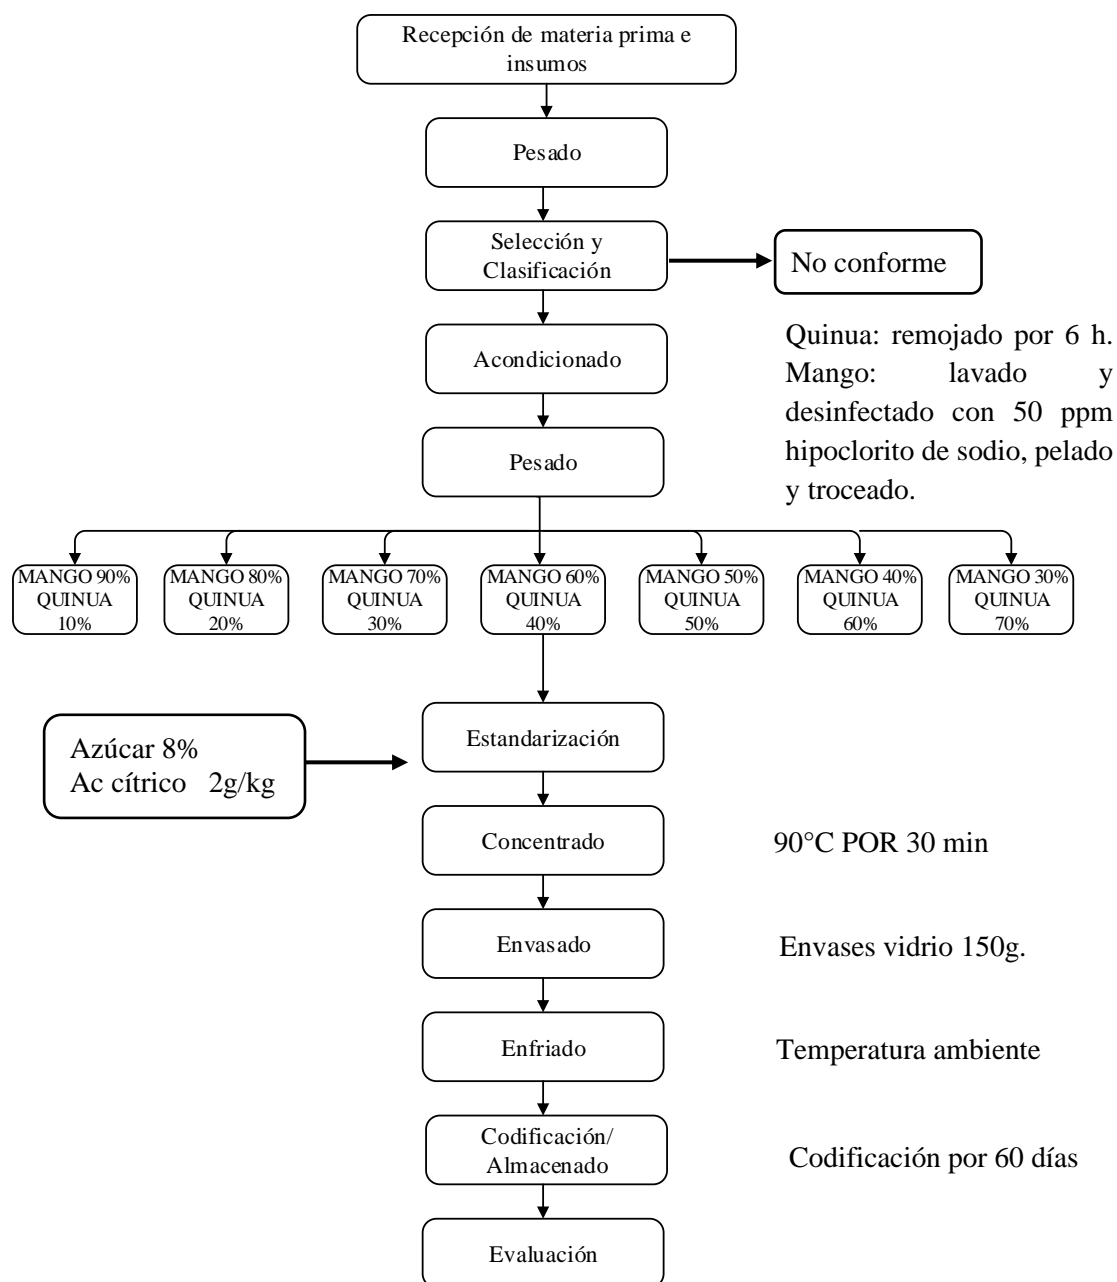 Recepción de materia prima e
insumos
Pesado
Selección y
Clasificación
No conforme
Acondicionado
Quinua: remojado por 6 h.
Mango: lavado y
desinfectado con 50 ppm
hipoclorito de sodio, pelado
y troceado.
Pesado
MANGO 90%
QUINUA
10%
MANGO 80%
QUINUA
20%
MANGO 70%
QUINUA
30%
MANGO 60%
QUINUA
40%
MANGO 50%
QUINUA
50%
MANGO 40%
QUINUA
60%
MANGO 30%
QUINUA
70%
Azúcar 8%
Ac cítrico 2g/kg
Estandarización
Concentrado
90°C POR 30 min
Envasado
Envases vidrio 150g.
Enfriado
Temperatura ambiente
Codificación/
Almacenado
Codificación por 60 días
Evaluación